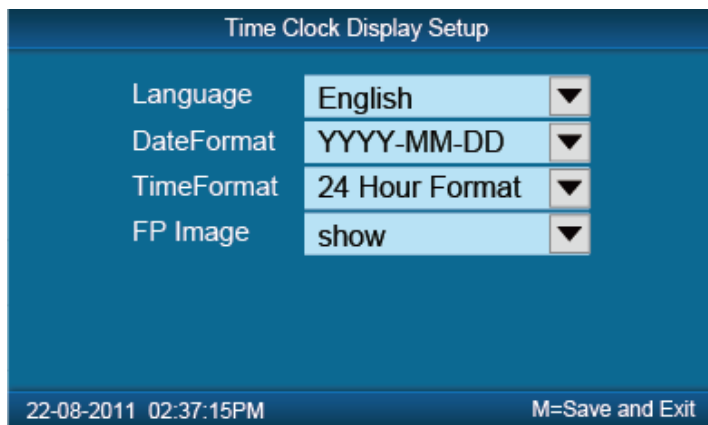 Time Clock Display Setup
Language English
DateFormat YYYY-MM-DD
TimeFormat 24 Hour Format
FP Image show
22-08-2011 02:37:15PM M=Save and Exit